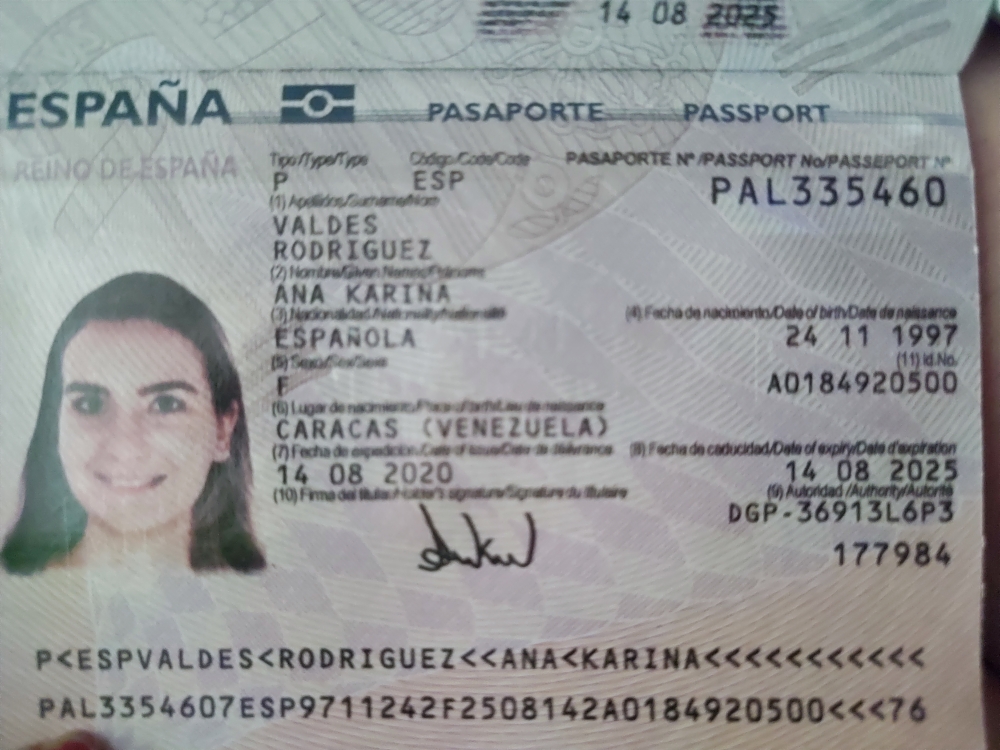 14 08 2025
ESPAÑA PASAPORTE PASSPORT
REINO DE ESPAÑA
Tipo/Type/Type Código/Code/Code PASAPORTE Nº/PASSPORT No/PASSEPORT Nº
P ESP PAL335460
(1) Apellidos/Surname/Nom
VALDES
RODRIGUEZ
(2) Nombre/Given Names/Prénoms
ANA KARINA
(3) Nacionalidad/Nationality/Nationalité (4) Fecha de nacimiento/Date of birth/Date de naissance
ESPAÑOLA 24 11 1997
(5) Sexo/Sex/Sexe (11) Id.No.
F A0184920500
(6) Lugar de nacimiento/Place of birth/Lieu de naissance
CARACAS (VENEZUELA)
(7) Fecha de expedición/Date of issue/Date de délivrance (8) Fecha de caducidad/Date of expiry/Date d'expiration
14 08 2020 14 08 2025
(10) Firma del titular/Holder's signature/Signature du titulaire (9) Autoridad/Authority/Autorité
DGP-36913L6P3
177984
P<ESPVALDES<RODRIGUEZ<<ANA<KARINA<<<<<<<<<<<
PAL3354607ESP9711242F2508142A0184920500<<<76